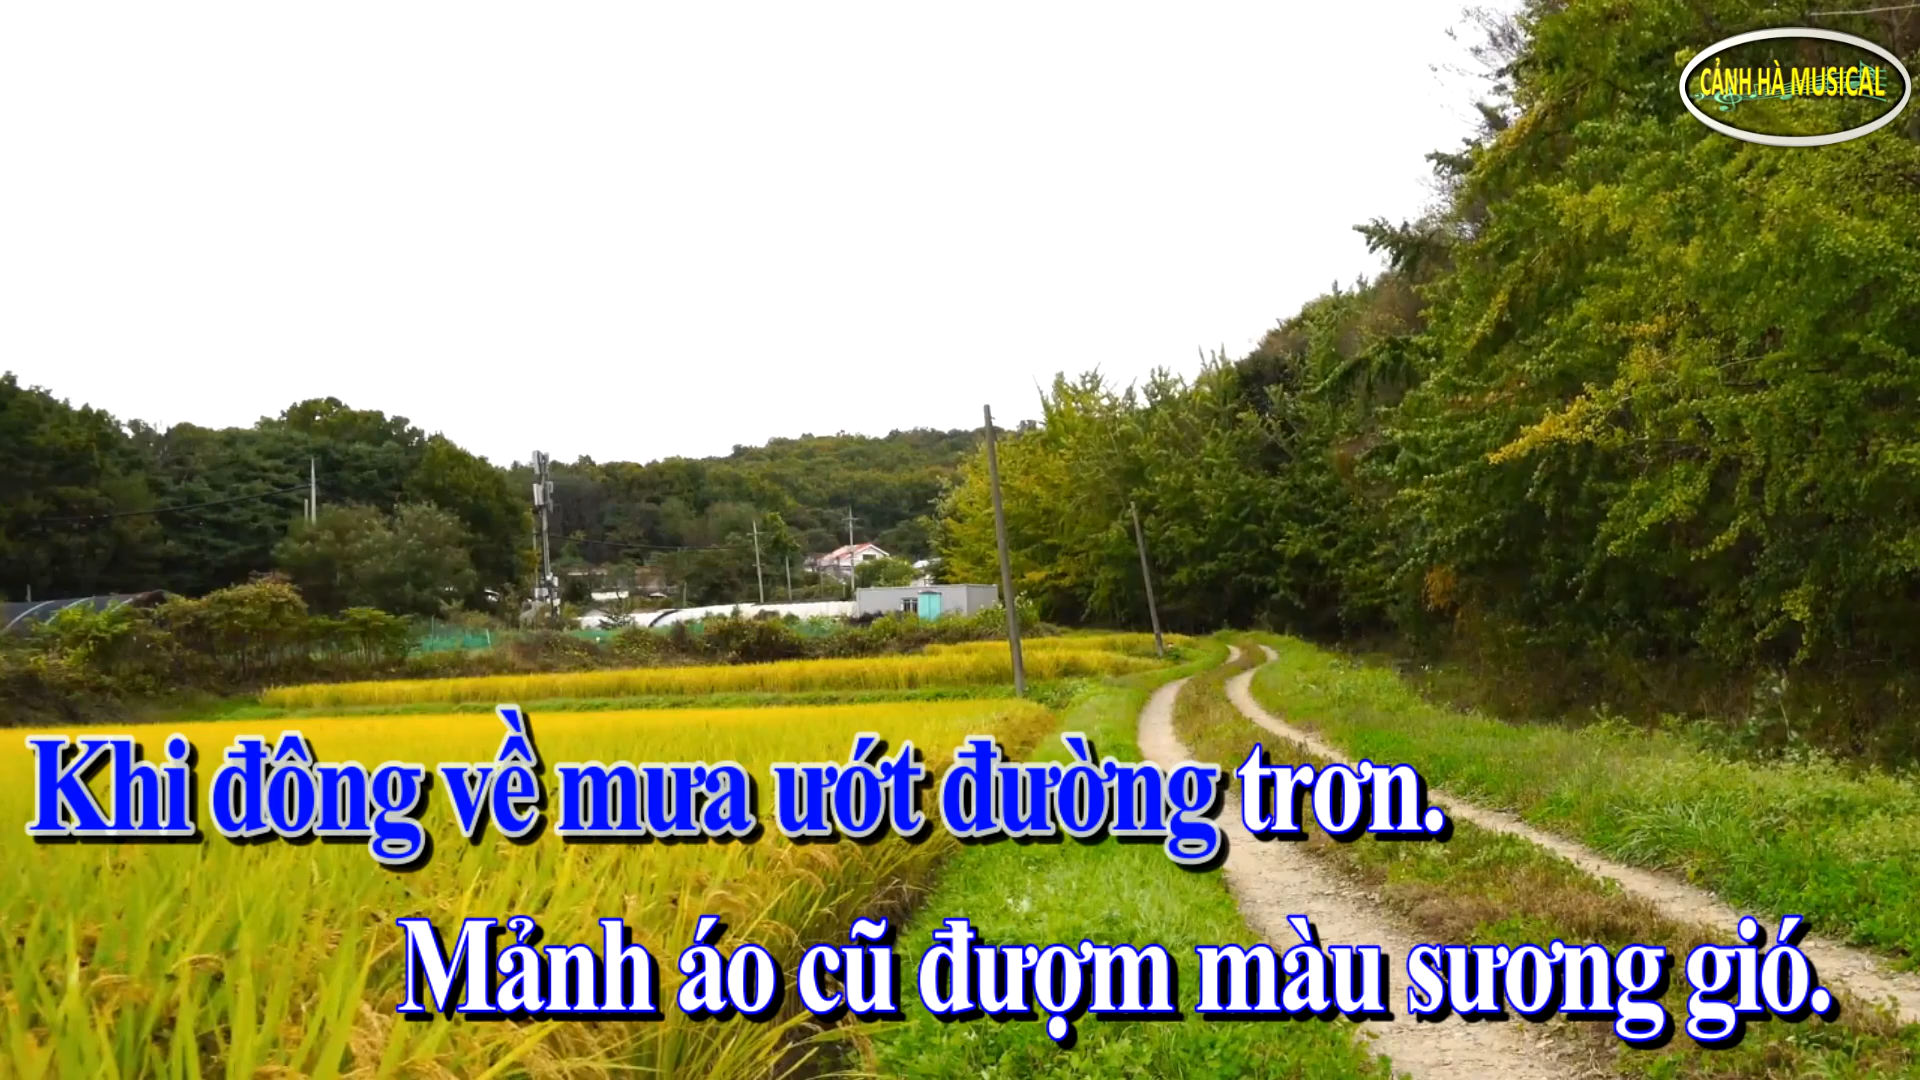 CẢNH HÀ MUSICAL
Khi đông về mưa ướt đường trơn.
Mảnh áo cũ đượm màu sương gió.